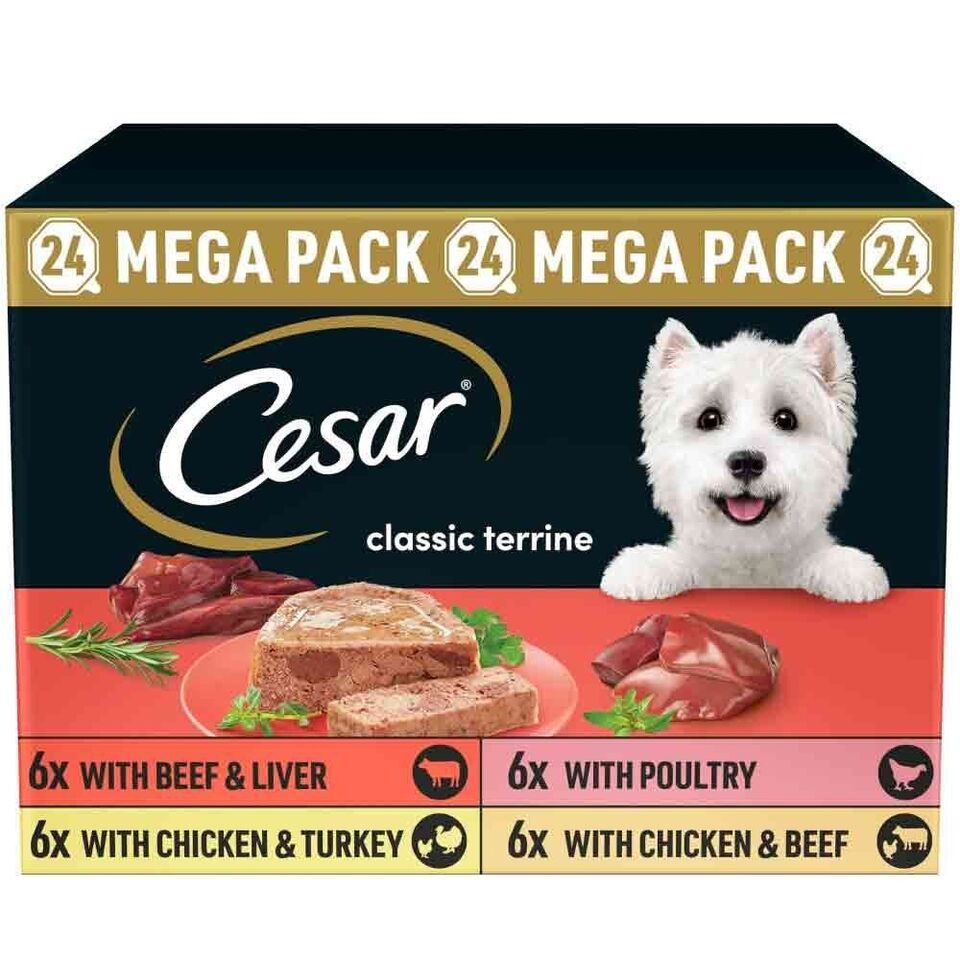 24 MEGA PACK 24 MEGA PACK 24
Cesar®
classic terrine
6x WITH BEEF & LIVER
6x WITH POULTRY
6x WITH CHICKEN & TURKEY
6x WITH CHICKEN & BEEF